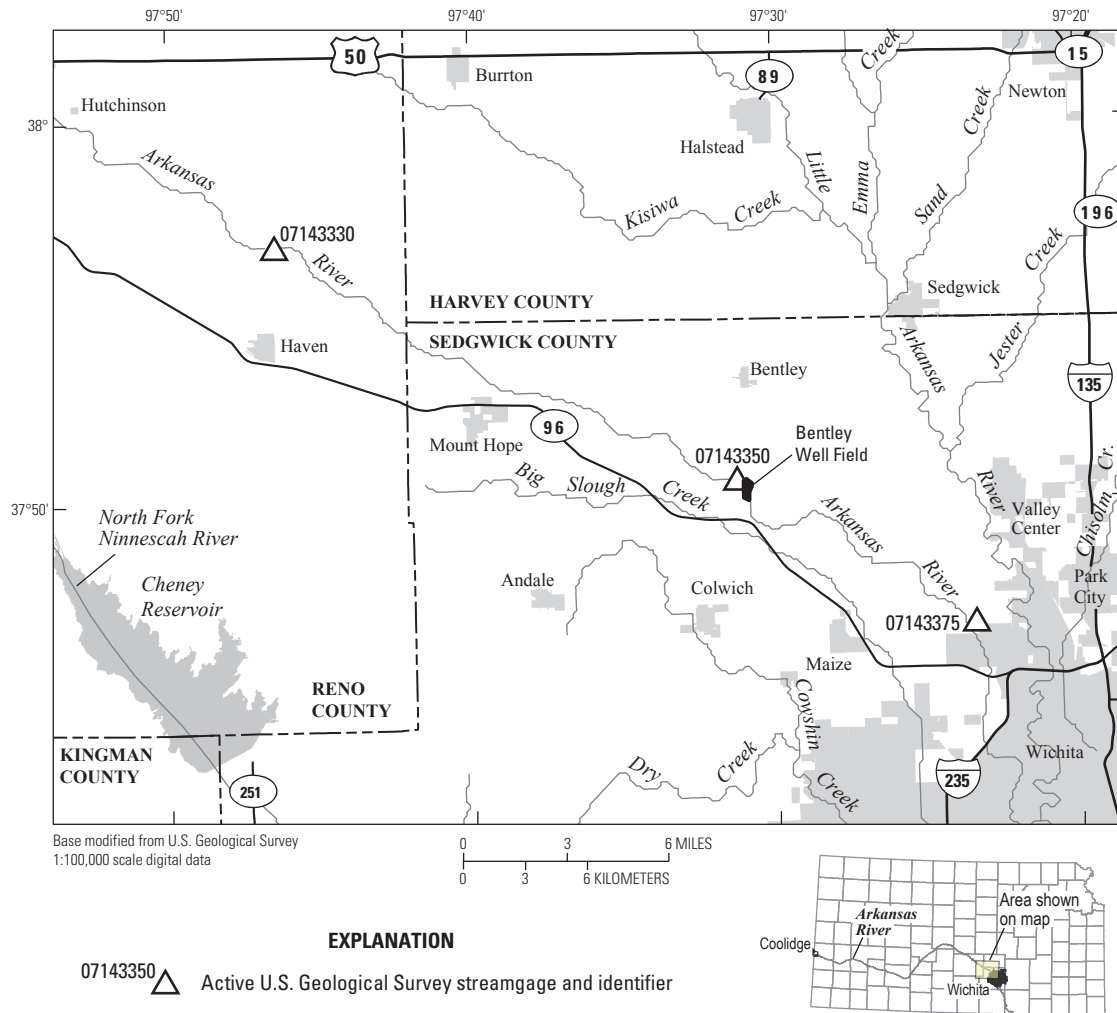 97°50'
97°40'
97°30'
97°20'
50
Burrton
89
Creek
15
Newton
Hutchinson
38°
Halstead
Creek
Arkansas
Little
Emma
Sand
Kisiwa
Creek
196
07143330
River
Creek
HARVEY COUNTY
Sedgwick
SEDGWICK COUNTY
Haven
Arkansas
Jester
Bentley
135
Mount Hope
96
Bentley
Well Field
07143350
Big
Slough
Creek
Cr.
37°50'
Arkansas
River
Valley
Center
Chisolm
North Fork
Ninnescah River
Cheney
Reservoir
Andale
Colwich
River
Park
City
07143375
Maize
RENO
COUNTY
Cowshin
KINGMAN
COUNTY
Dry
Creek
Creek
Wichita
235
251
Base modified from U.S. Geological Survey
1:100,000 scale digital data
0 3 6 MILES
0 3 6 KILOMETERS
Area shown
on map
Arkansas
River
Coolidge
Wichita
EXPLANATION
07143350
Active U.S. Geological Survey streamgage and identifier